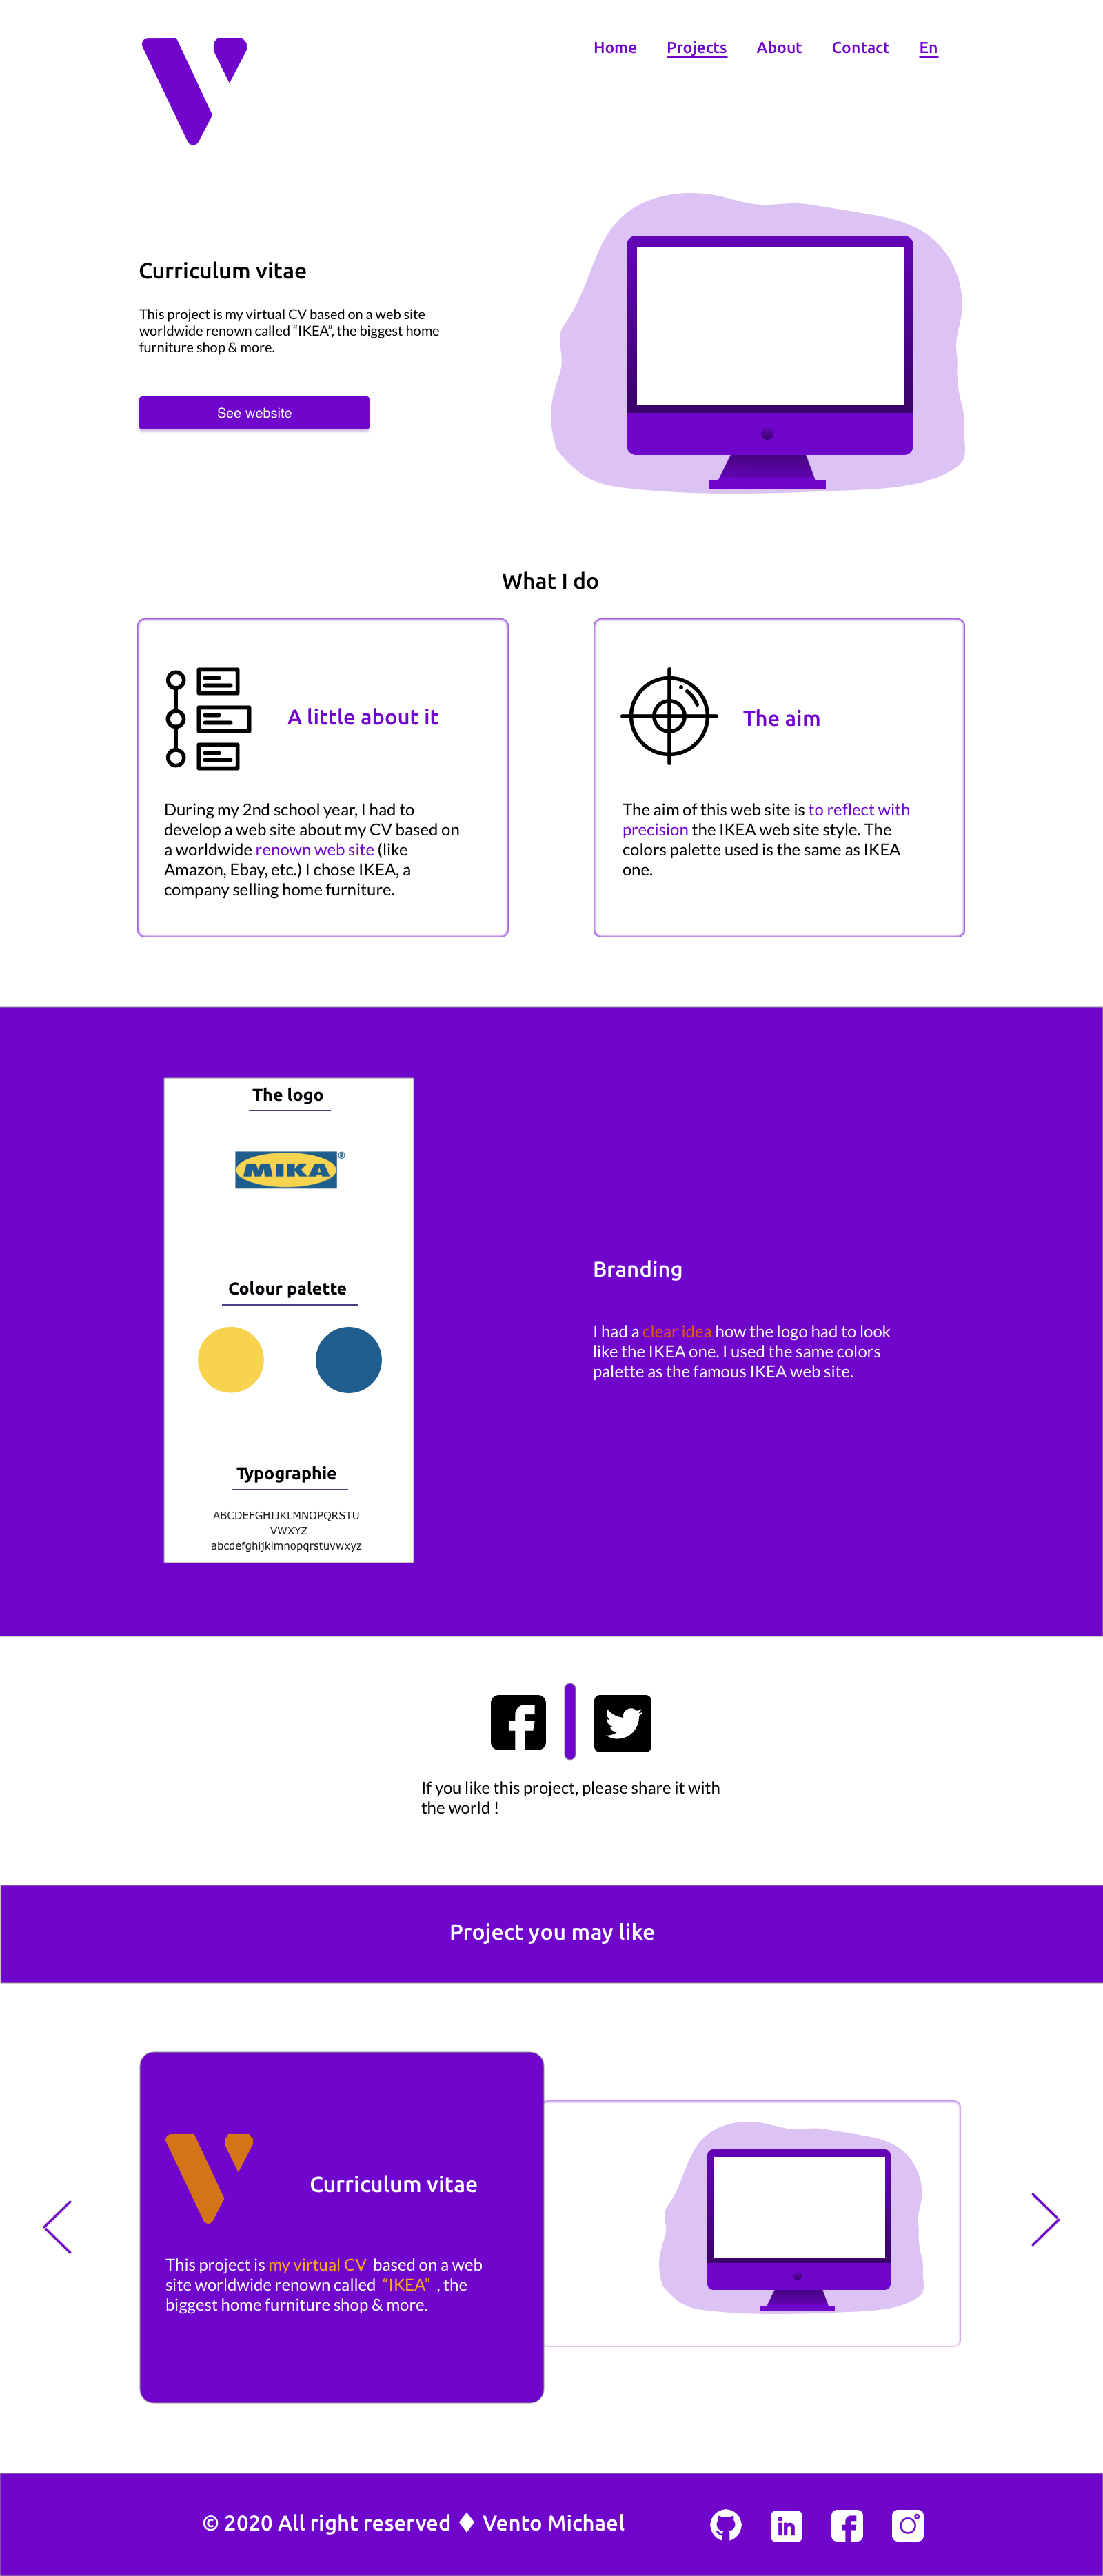 Home Projects About Contact En
Curriculum vitae
This project is my virtual CV based on a web site
worldwide renown called “IKEA”, the biggest home
furniture shop & more.
See website
What I do
A little about it
During my 2nd school year, I had to
develop a web site about my CV based on
a worldwide renown web site (like
Amazon, Ebay, etc.) I chose IKEA, a
company selling home furniture.
The aim
The aim of this web site is to reflect with
precision the IKEA web site style. The
colors palette used is the same as IKEA
one.
The logo
MIKA®
Colour palette
Typographie
ABCDEFGHIJKLMNOPQRSTU
VWXYZ
abcdefghijklmnopqrstuvwxyz
Branding
I had a clear idea how the logo had to look
like the IKEA one. I used the same colors
palette as the famous IKEA web site.
If you like this project, please share it with
the world !
Project you may like
Curriculum vitae
This project is my virtual CV based on a web
site worldwide renown called “IKEA” , the
biggest home furniture shop & more.
© 2020 All right reserved ♦ Vento Michael